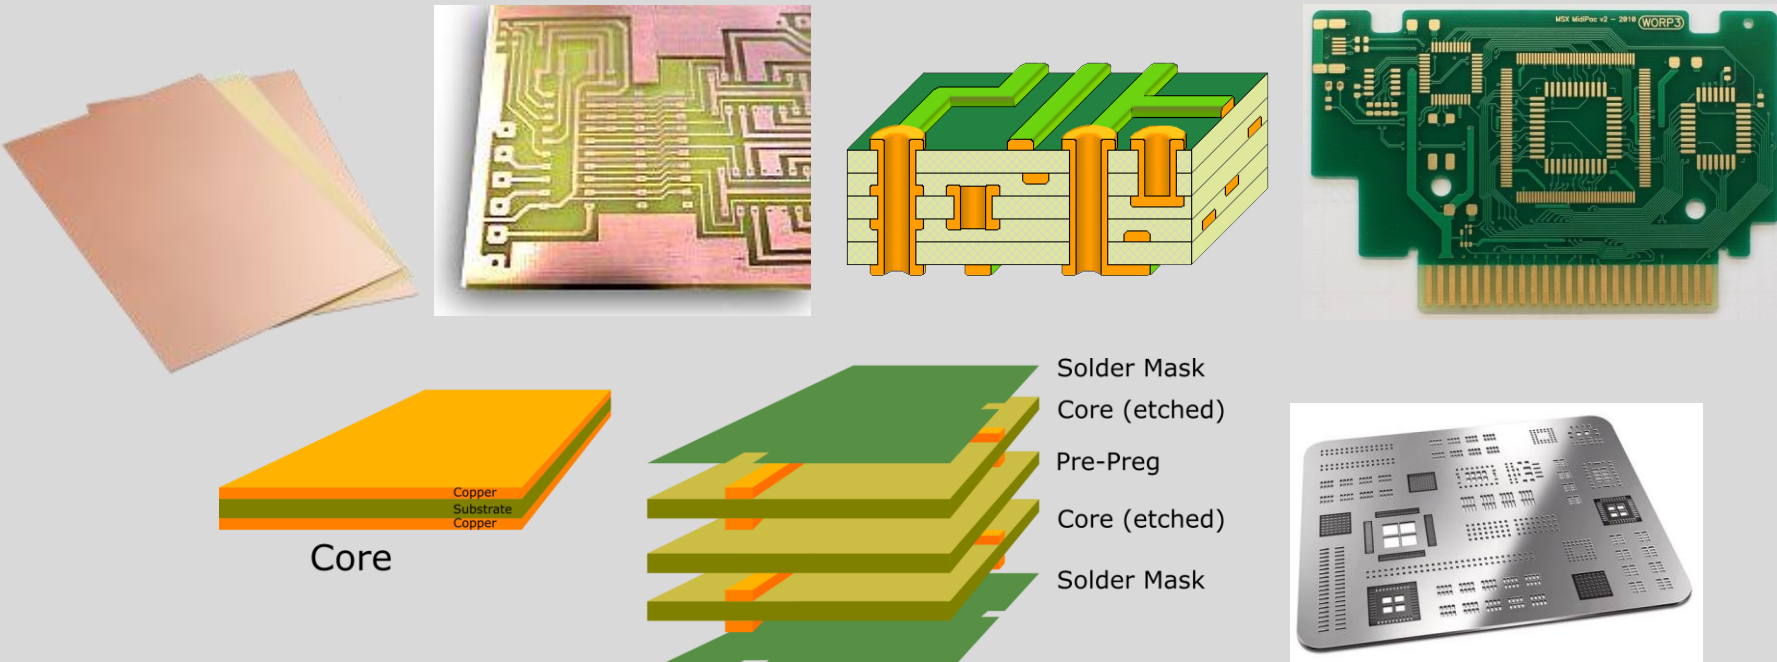 MSX MidiPac v2 - 2010 WORP3
Solder Mask
Core (etched)
Pre-Preg
Core (etched)
Solder Mask
Copper
Substrate
Copper
Core